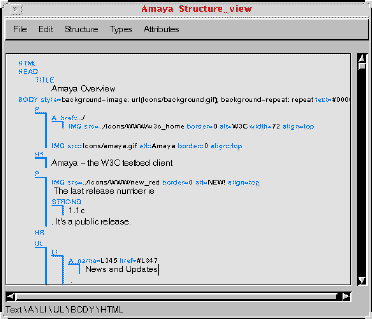 Amaya Structure_view
File Edit Structure Types Attributes
HTML
HEAD
TITLE
Amaya Overview
BODY style=background-image: url(icons/background.gif); background-repeat: repeat text=#000
P
A href=../
IMG src=../icons/WWW/w3c_home border=0 alt=W3C width=72 align=top
IMG src=icons/amaya.gif alt=Amaya border=0 align=top
H1
Amaya – the W3C testbed client
P
IMG src=../icons/WWW/new_red border=0 alt=NEW! align=top
The last release number is
STRONG
. It's a public release.
HR
UL
LI
A name=L345 href=#L347
News and Updates
Text\A\LI\UL\BODY\HTML